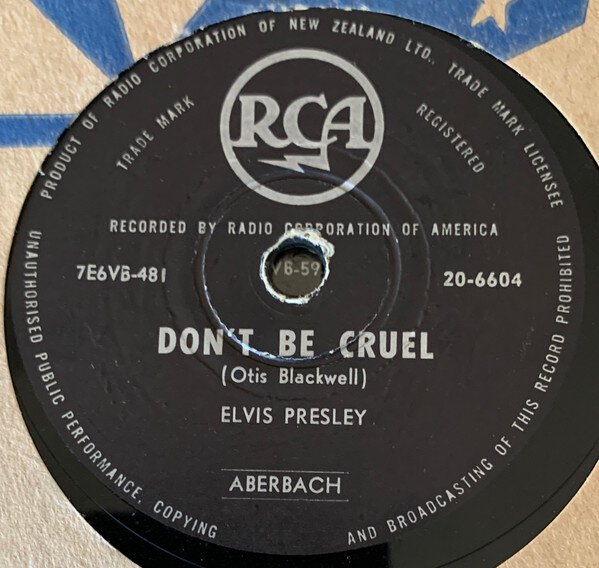 PRODUCT OF RADIO CORPORATION OF NEW ZEALAND LTD., TRADE MARK LICENSEE
TRADE MARK
RCA
REGISTERED
RECORDED BY RADIO CORPORATION OF AMERICA
7E6VB-481
VB-59
20-6604
DON'T BE CRUEL
(Otis Blackwell)
ELVIS PRESLEY
ABERBACH
UNAUTHORISED PUBLIC PERFORMANCE, COPYING
AND BROADCASTING OF THIS RECORD PROHIBITED